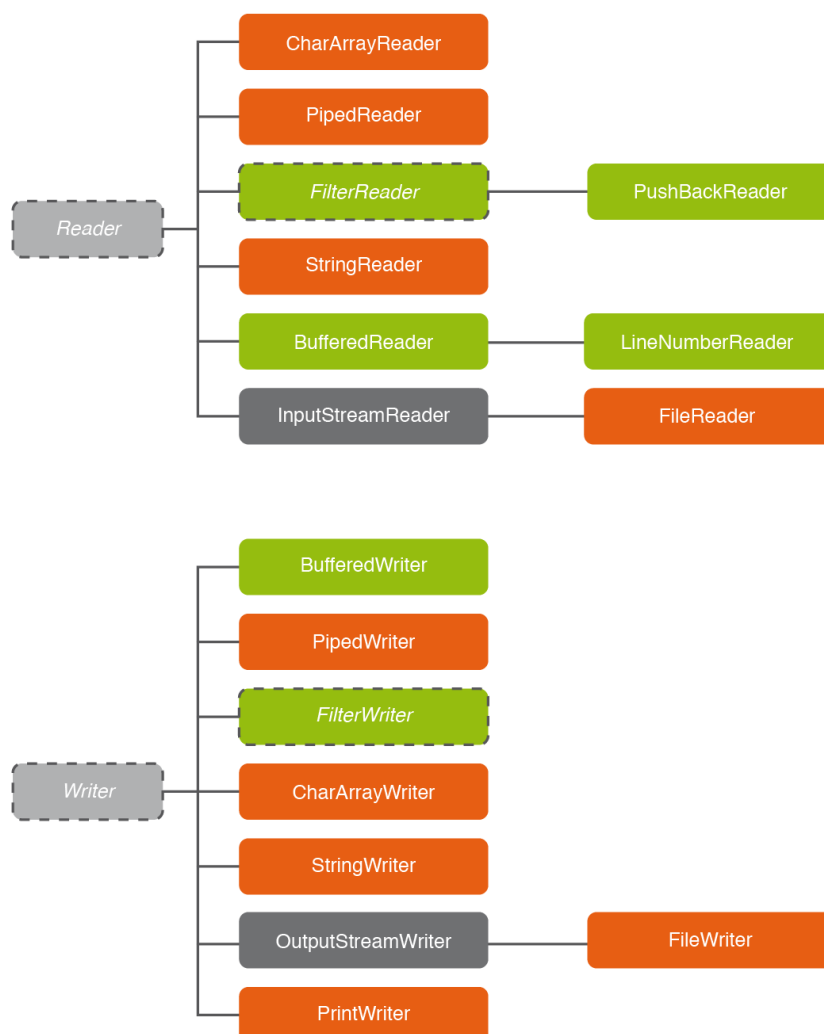 CharArrayReader
PipedReader
FilterReader
PushBackReader
Reader
StringReader
BufferedReader
LineNumberReader
InputStreamReader
FileReader
BufferedWriter
PipedWriter
FilterWriter
Writer
CharArrayWriter
StringWriter
OutputStreamWriter
FileWriter
PrintWriter